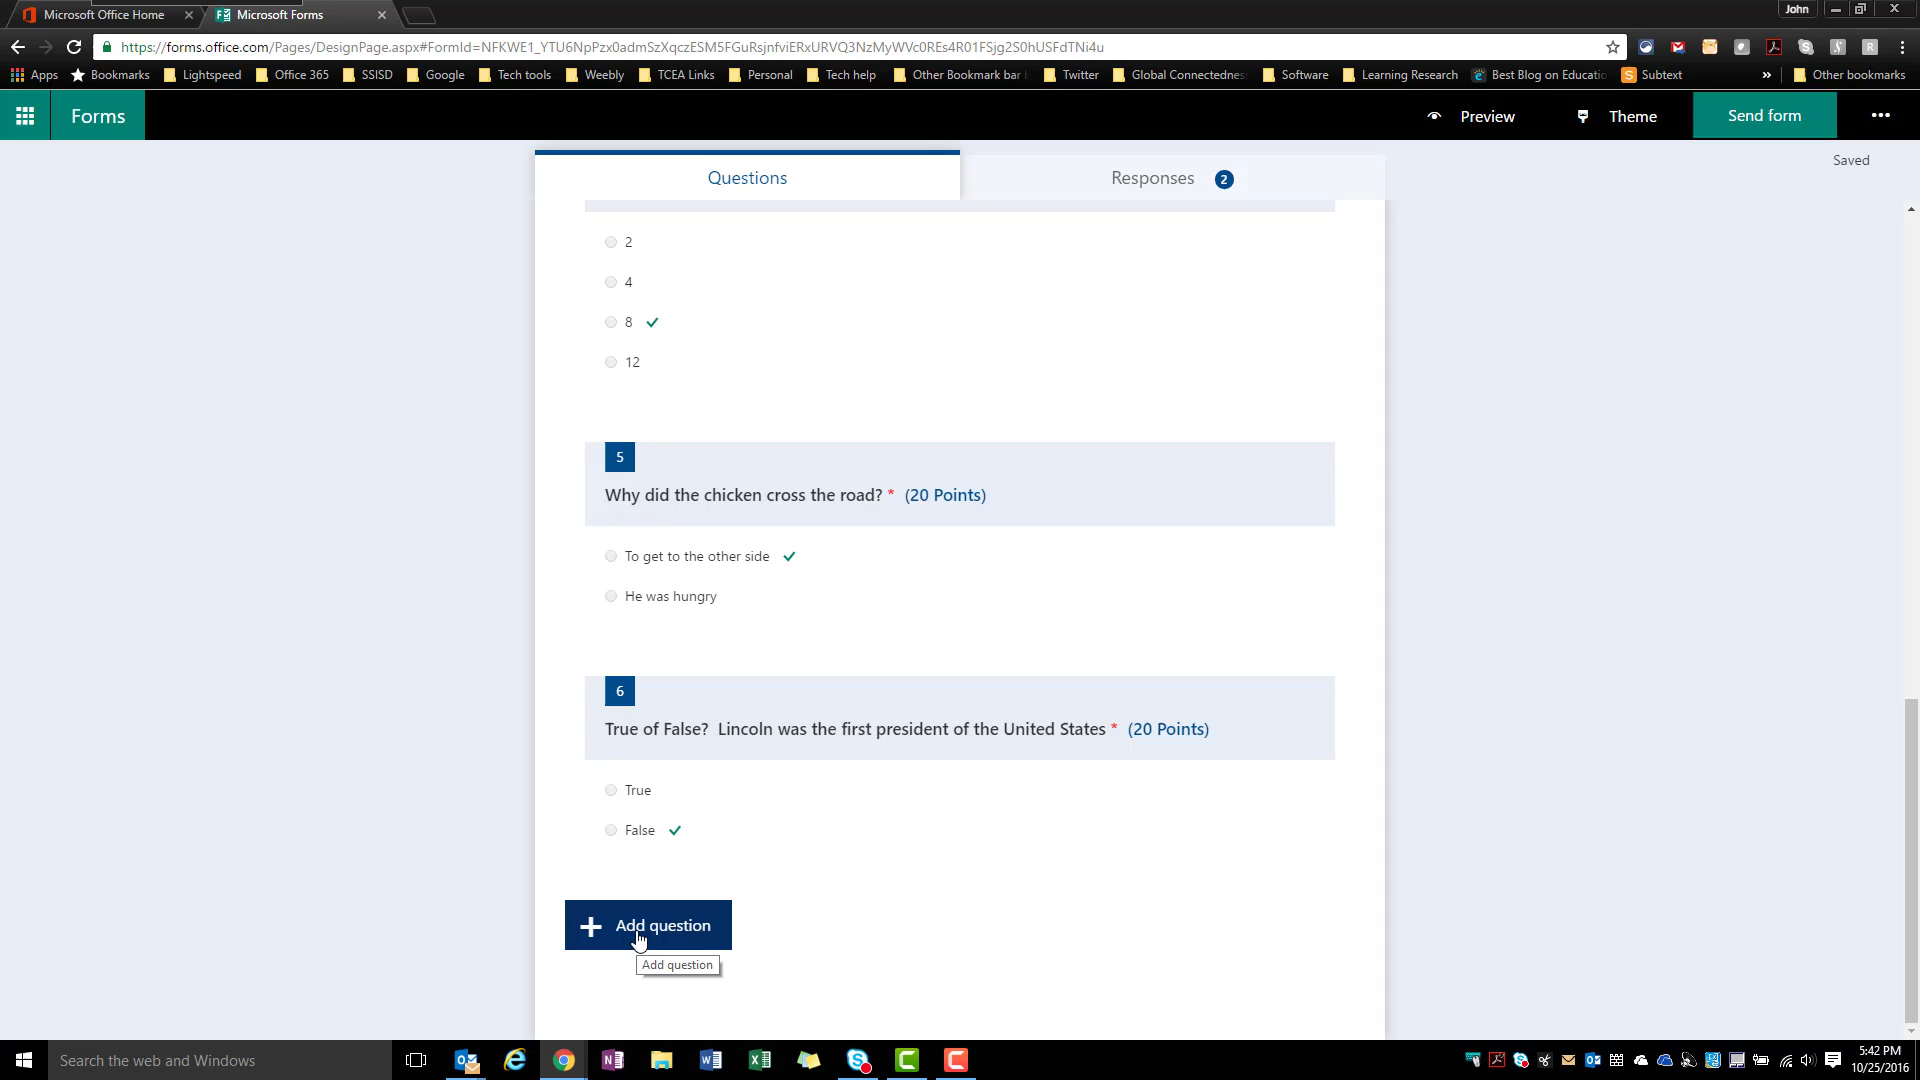 Microsoft Office Home
Microsoft Forms
John
https://forms.office.com/Pages/DesignPage.aspx#FormId=NFKWE1_YTU6NpPzx0admSzXqczESM5FGuRsjnfviERxURVQ3NzMyWVc0REs4R01FSjg2S0hUSFdTNi4u
Apps
Bookmarks
Lightspeed
Office 365
SSISD
Google
Tech tools
Weebly
TCEA Links
Personal
Tech help
Other Bookmark bar
Twitter
Global Connectednes
Software
Learning Research
Best Blog on Educatio
Subtext
Other bookmarks
Forms
Preview
Theme
Send form
Saved
Questions
Responses 2
2
4
8
12
5
Why did the chicken cross the road? * (20 Points)
To get to the other side
He was hungry
6
True of False? Lincoln was the first president of the United States * (20 Points)
True
False
Add question
Add question
Search the web and Windows
5:42 PM
10/25/2016